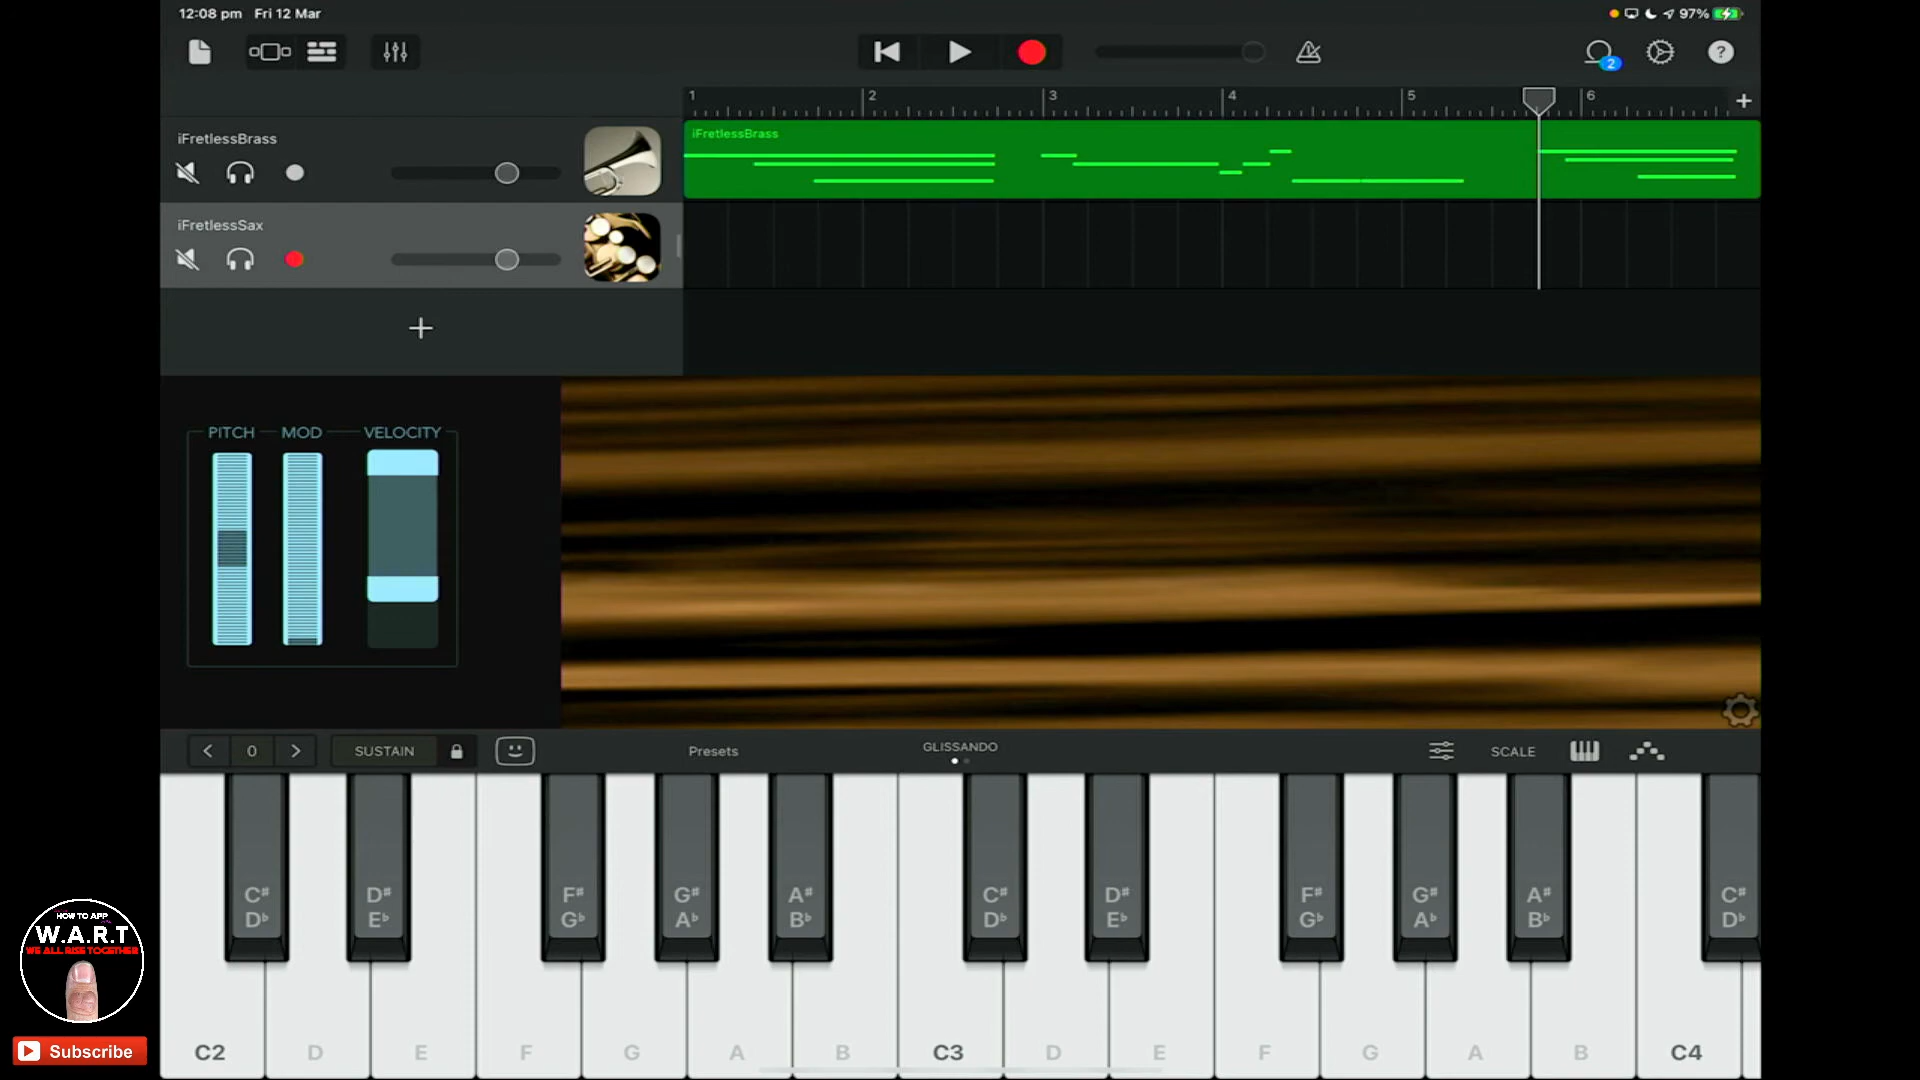 12:08 pm Fri 12 Mar
97%
2
?
1 2 3 4 5 6
iFretlessBrass
iFretlessBrass
iFretlessSax
PITCH MOD VELOCITY
0
SUSTAIN
Presets
GLISSANDO
SCALE
C# D# F# G# A# C# D# F# G# A# C#
D♭ E♭ G♭ A♭ B♭ D♭ E♭ G♭ A♭ B♭ D♭
HOW TO APP
W.A.R.T
WE ALL RISE TOGETHER
Subscribe
C2 D E F G A B C3 D E F G A B C4